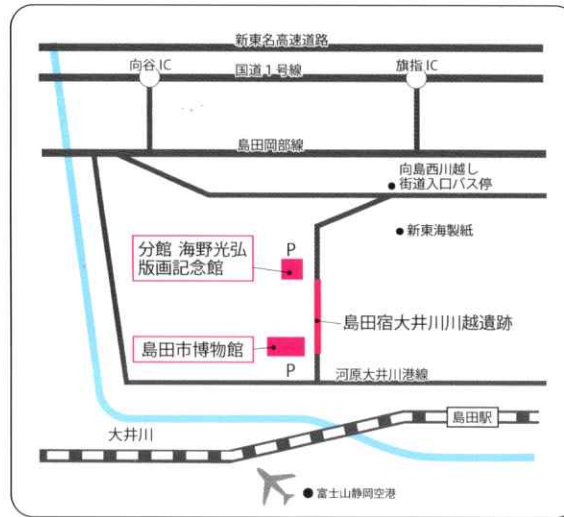 新東名高速道路
向谷IC
国道1号線
旗指IC
島田岡部線
向島西川越し
街道入口バス停
新東海製紙
分館 海野光弘
版画記念館
P
島田宿大井川川越遺跡
島田市博物館
P
河原大井川港線
大井川
島田駅
富士山静岡空港